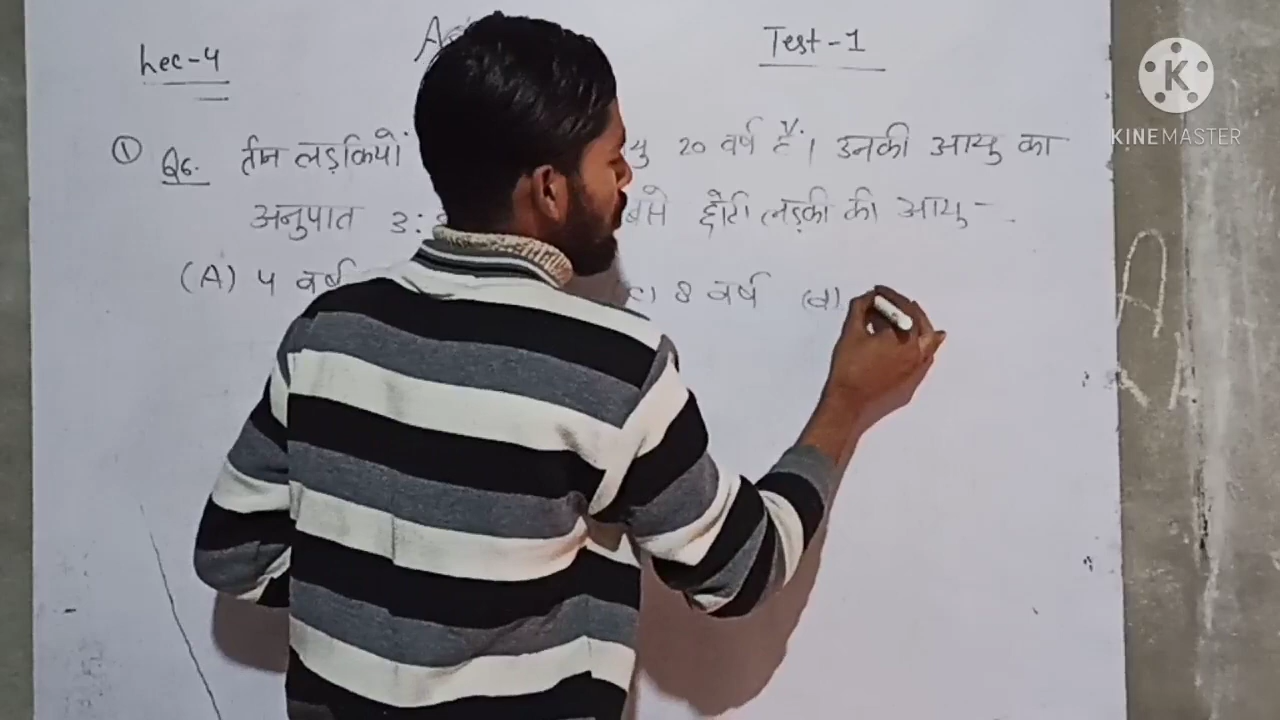 Lec-4
Test-1
① Q6. तीन लड़कियों यु 20 वर्ष हैं। उनकी आयु का
अनुपात 3: छोटी लड़की की आयु-
(A) 4 वर्ष c) 8 वर्ष (d)
K
KINEMASTER